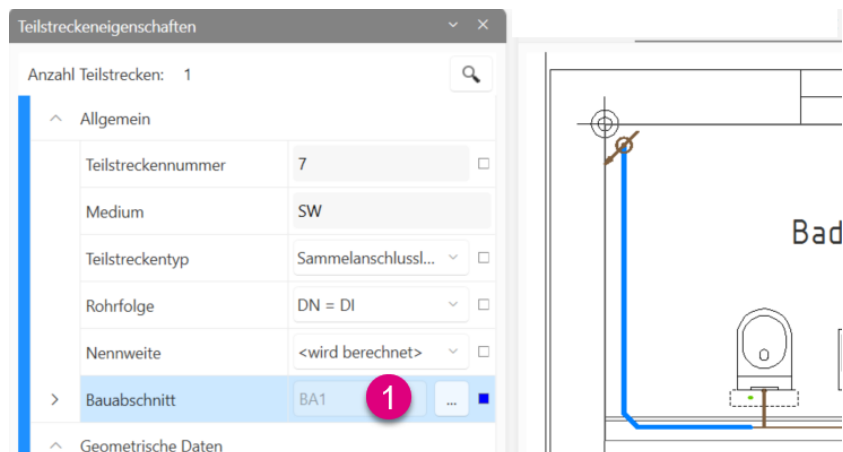 Teilstreckeneigenschaften
Anzahl Teilstrecken: 1
Allgemein
Teilstreckennummer 7
Medium SW
Teilstreckentyp Sammelanschlussl...
Rohrfolge DN = DI
Nennweite <wird berechnet>
Bauabschnitt BA1 1 ...
Geometrische Daten
Bad